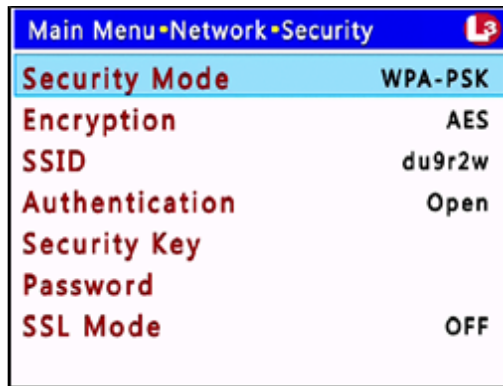 Main Menu•Network•Security L3
Security Mode WPA-PSK
Encryption AES
SSID du9r2w
Authentication Open
Security Key
Password
SSL Mode OFF